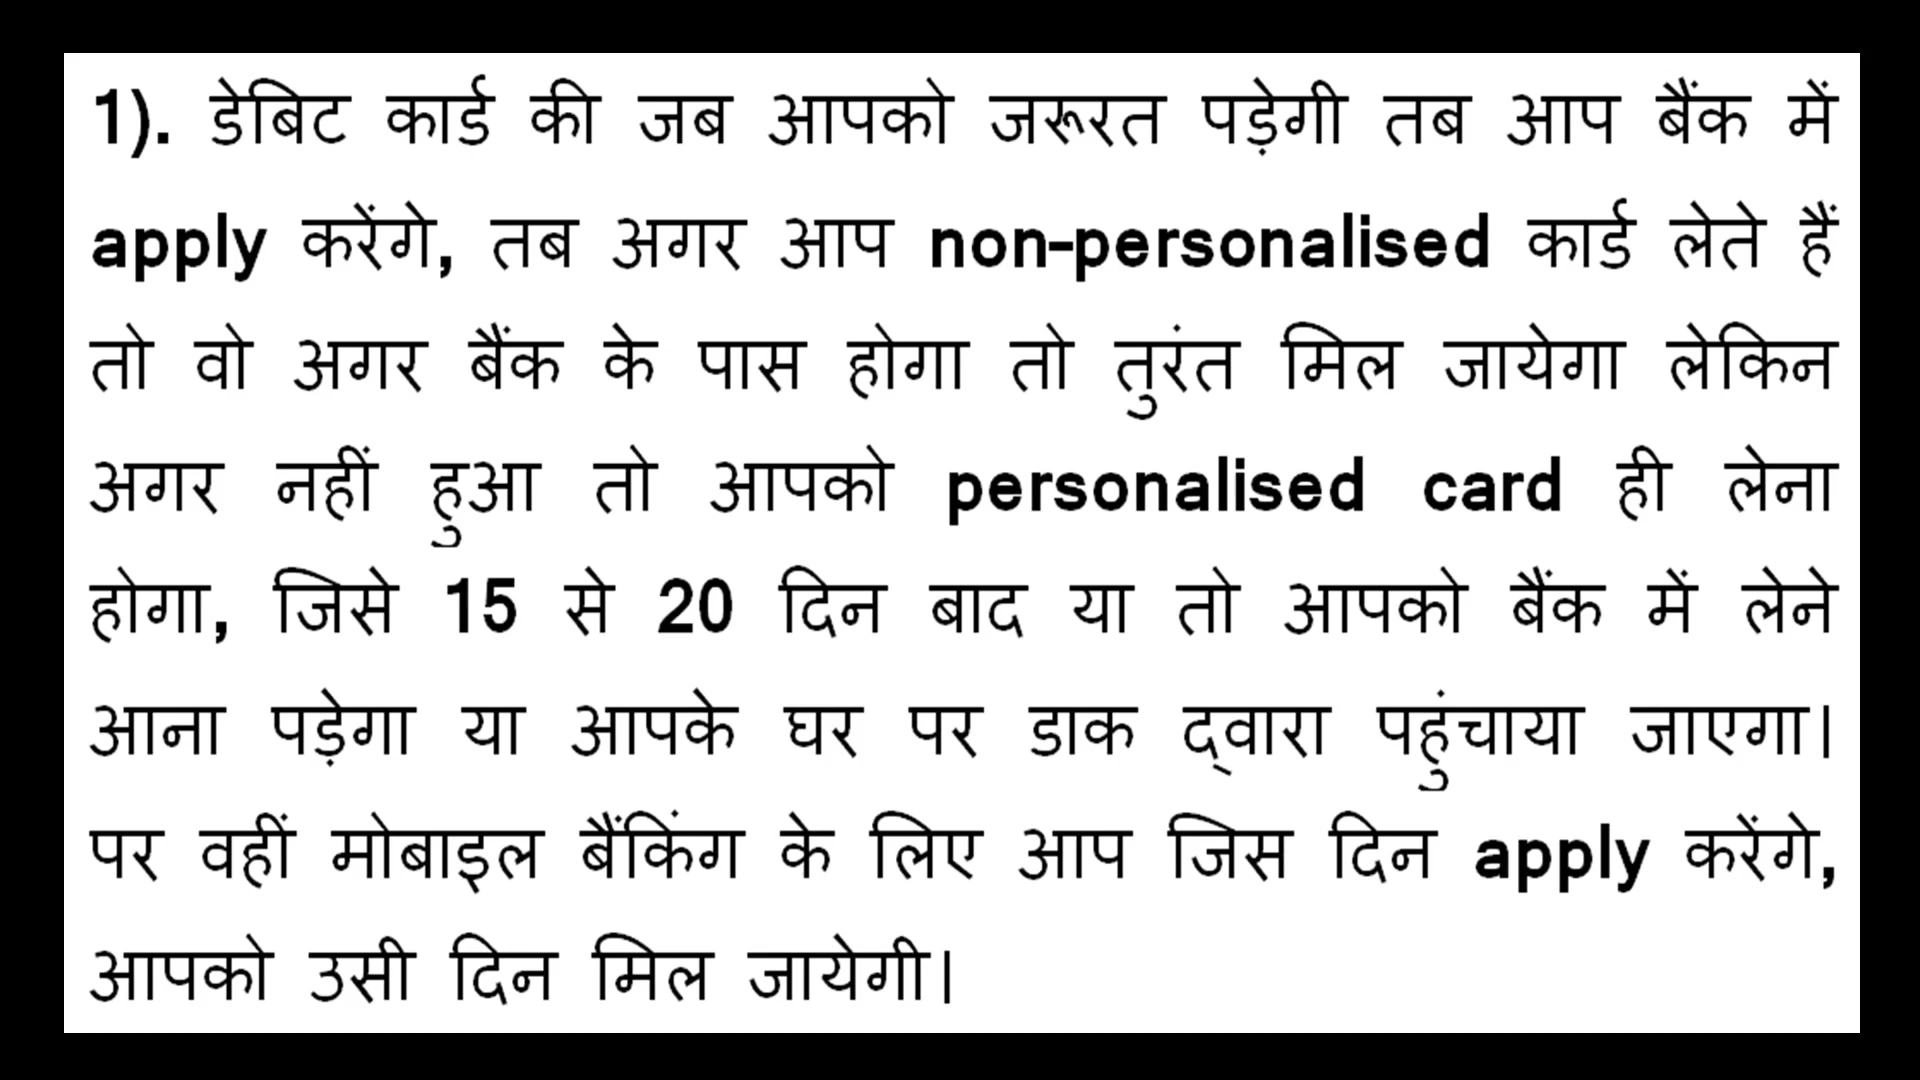 1). डेबिट कार्ड की जब आपको जरूरत पड़ेगी तब आप बैंक में
apply करेंगे, तब अगर आप non-personalised कार्ड लेते हैं
तो वो अगर बैंक के पास होगा तो तुरंत मिल जायेगा लेकिन
अगर नहीं हुआ तो आपको personalised card ही लेना
होगा, जिसे 15 से 20 दिन बाद या तो आपको बैंक में लेने
आना पड़ेगा या आपके घर पर डाक द्वारा पहुंचाया जाएगा।
पर वहीं मोबाइल बैंकिंग के लिए आप जिस दिन apply करेंगे,
आपको उसी दिन मिल जायेगी।